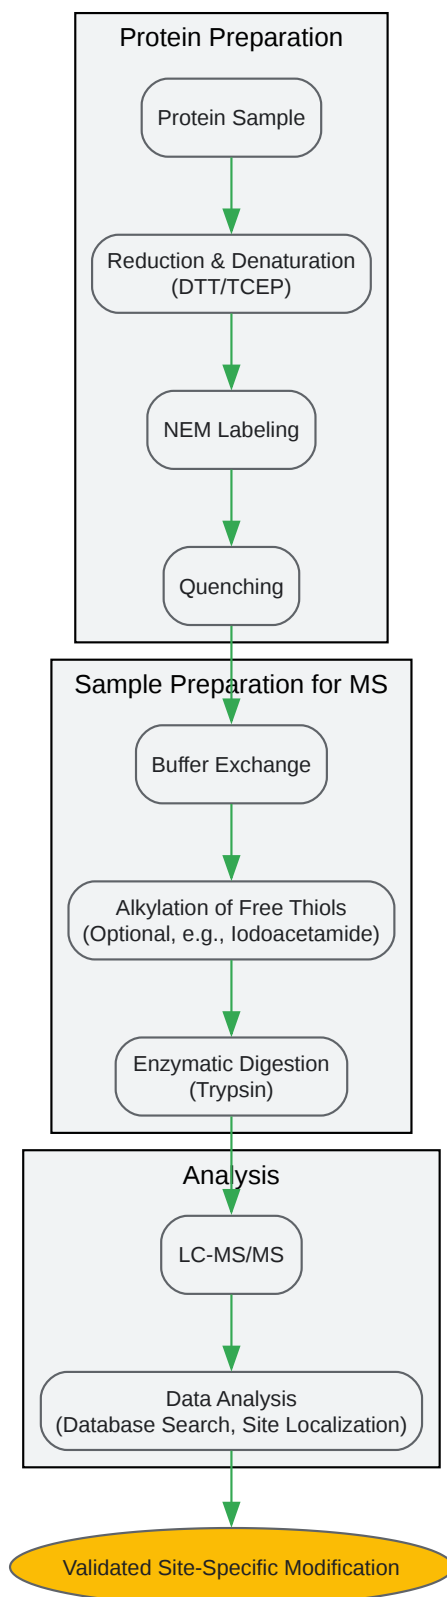 Protein Preparation
Protein Sample
Reduction & Denaturation
(DTT/TCEP)
NEM Labeling
Quenching
Sample Preparation for MS
Buffer Exchange
Alkylation of Free Thiols
(Optional, e.g., Iodoacetamide)
Enzymatic Digestion
(Trypsin)
Analysis
LC-MS/MS
Data Analysis
(Database Search, Site Localization)
Validated Site-Specific Modification